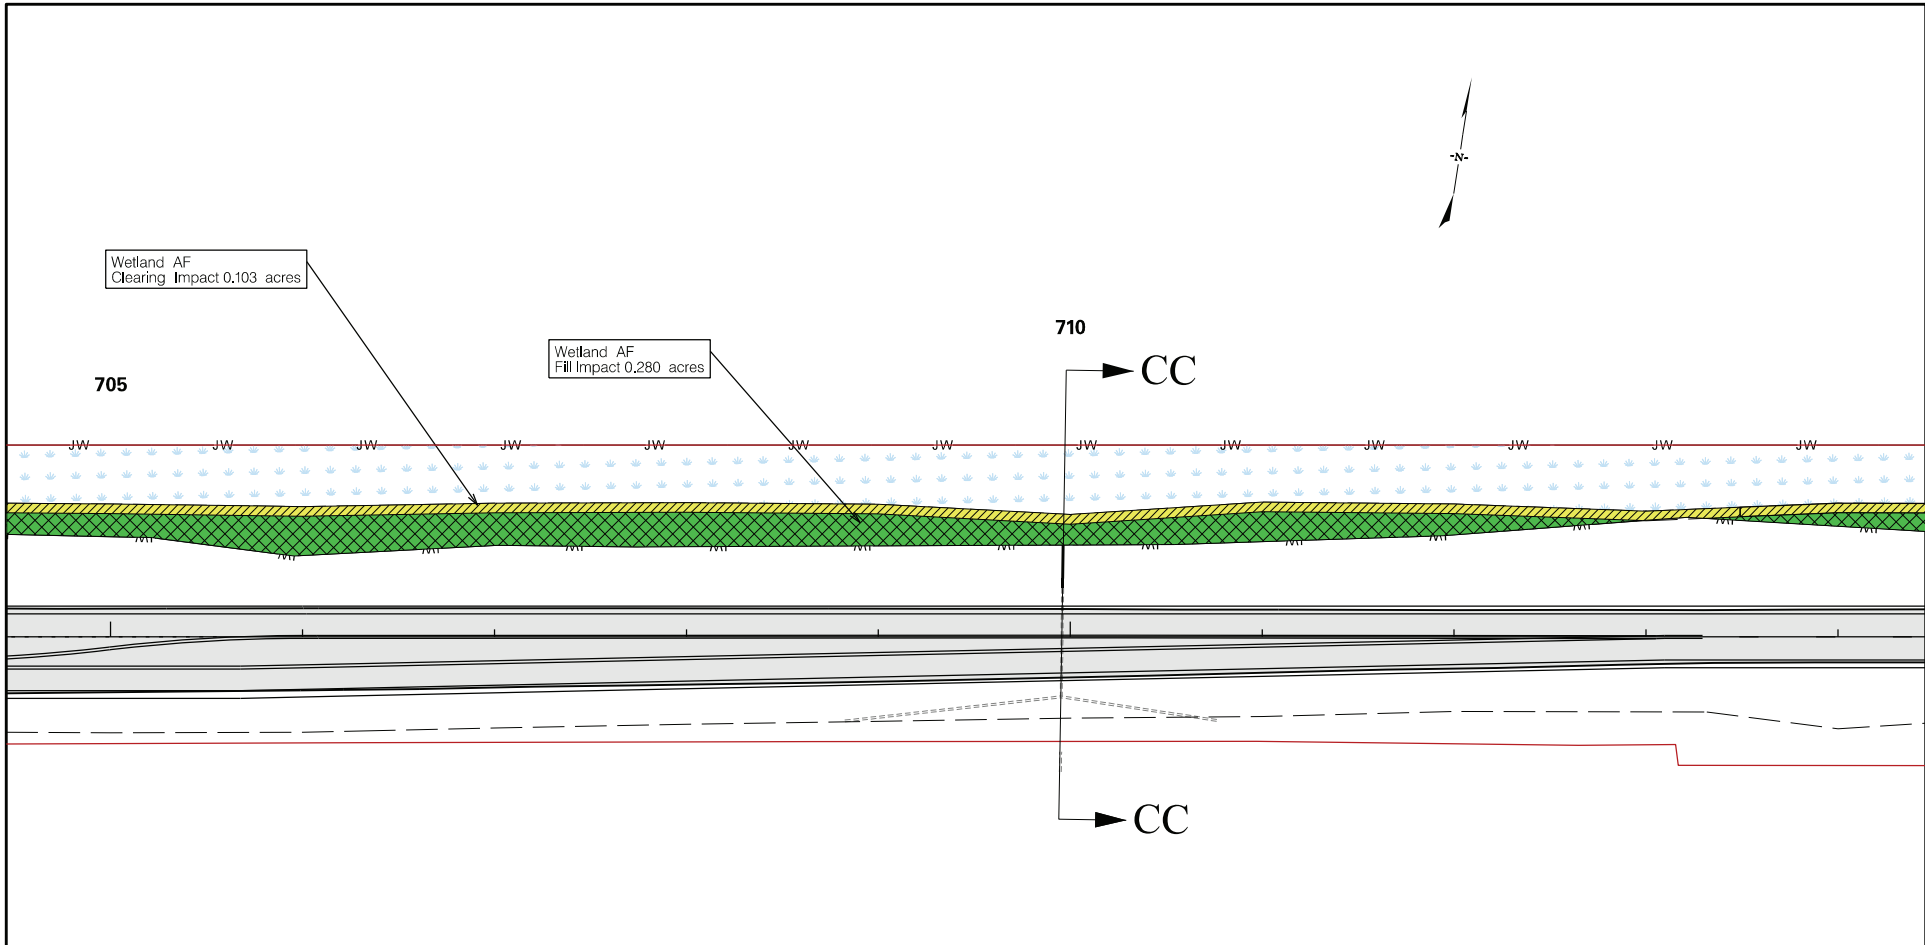 -N-
Wetland AF
Clearing Impact 0.103 acres
710
Wetland AF
Fill Impact 0.280 acres
CC
705
JW JW JW JW JW JW JW JW JW JW JW JW JW
CC